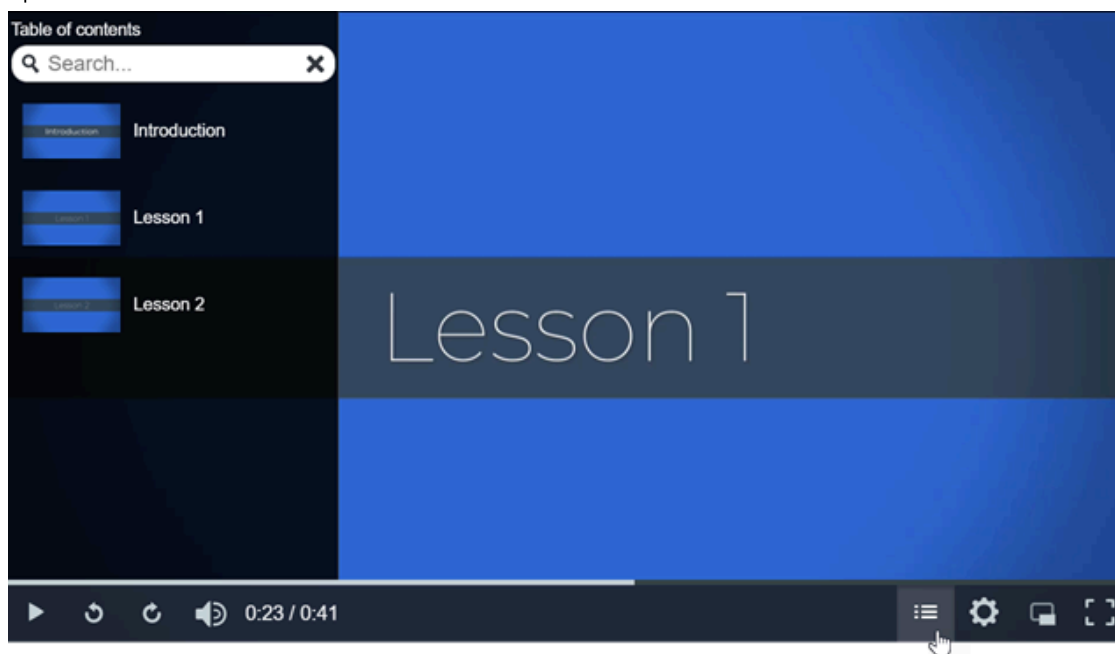 Table of contents
Search...
Introduction
Introduction
Lesson 1
Lesson 1
Lesson 2
Lesson 2
Lesson 1
0:23 / 0:41